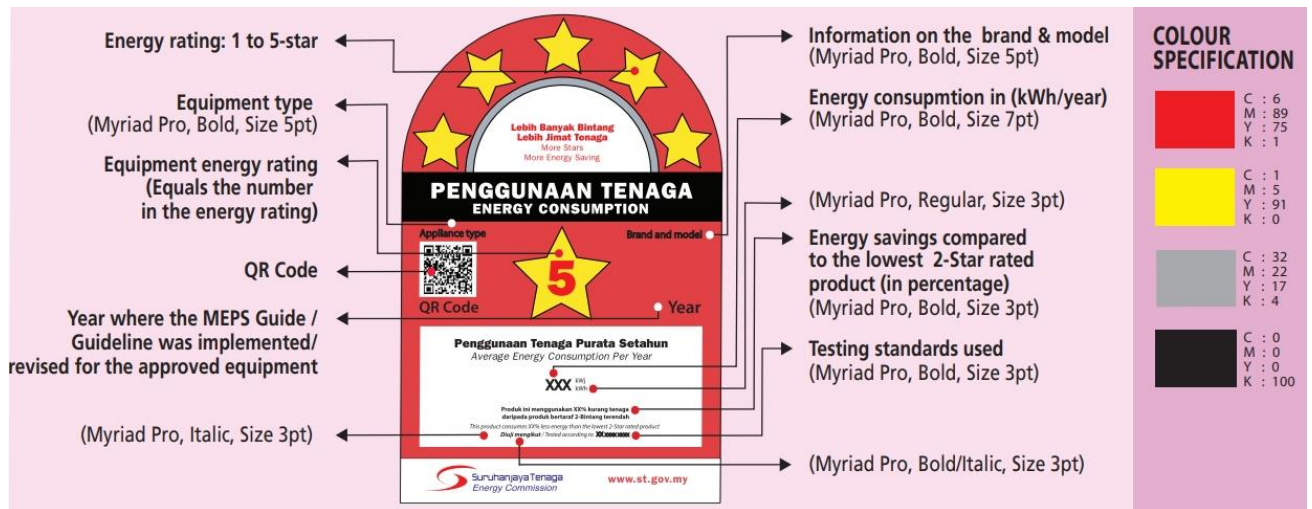 Energy rating: 1 to 5-star
Equipment type
(Myriad Pro, Bold, Size 5pt)
Equipment energy rating
(Equals the number
in the energy rating)
QR Code
Year where the MEPS Guide /
Guideline was implemented/
revised for the approved equipment
(Myriad Pro, Italic, Size 3pt)
Lebih Banyak Bintang
Lebih Jimat Tenaga
More Stars
More Energy Saving
PENGGUNAAN TENAGA
ENERGY CONSUMPTION
Appliance type
Brand and model
5
QR Code
Year
Penggunaan Tenaga Purata Setahun
Average Energy Consumption Per Year
XXX kWj
kWh
Produk ini menggunakan XX% kurang tenaga
daripada produk bertaraf 2-Bintang terendah
This product consumes XX% less energy than the lowest 2-Star rated product
Diuji mengikut / Tested according to
Suruhanjaya Tenaga
Energy Commission
www.st.gov.my
Information on the brand & model
(Myriad Pro, Bold, Size 5pt)
Energy consupmtion in (kWh/year)
(Myriad Pro, Bold, Size 7pt)
(Myriad Pro, Regular, Size 3pt)
Energy savings compared
to the lowest 2-Star rated
product (in percentage)
(Myriad Pro, Bold, Size 3pt)
Testing standards used
(Myriad Pro, Bold, Size 3pt)
(Myriad Pro, Bold/Italic, Size 3pt)
COLOUR
SPECIFICATION
C : 6
M : 89
Y : 75
K : 1
C : 1
M : 5
Y : 91
K : 0
C : 32
M : 22
Y : 17
K : 4
C : 0
M : 0
Y : 0
K : 100